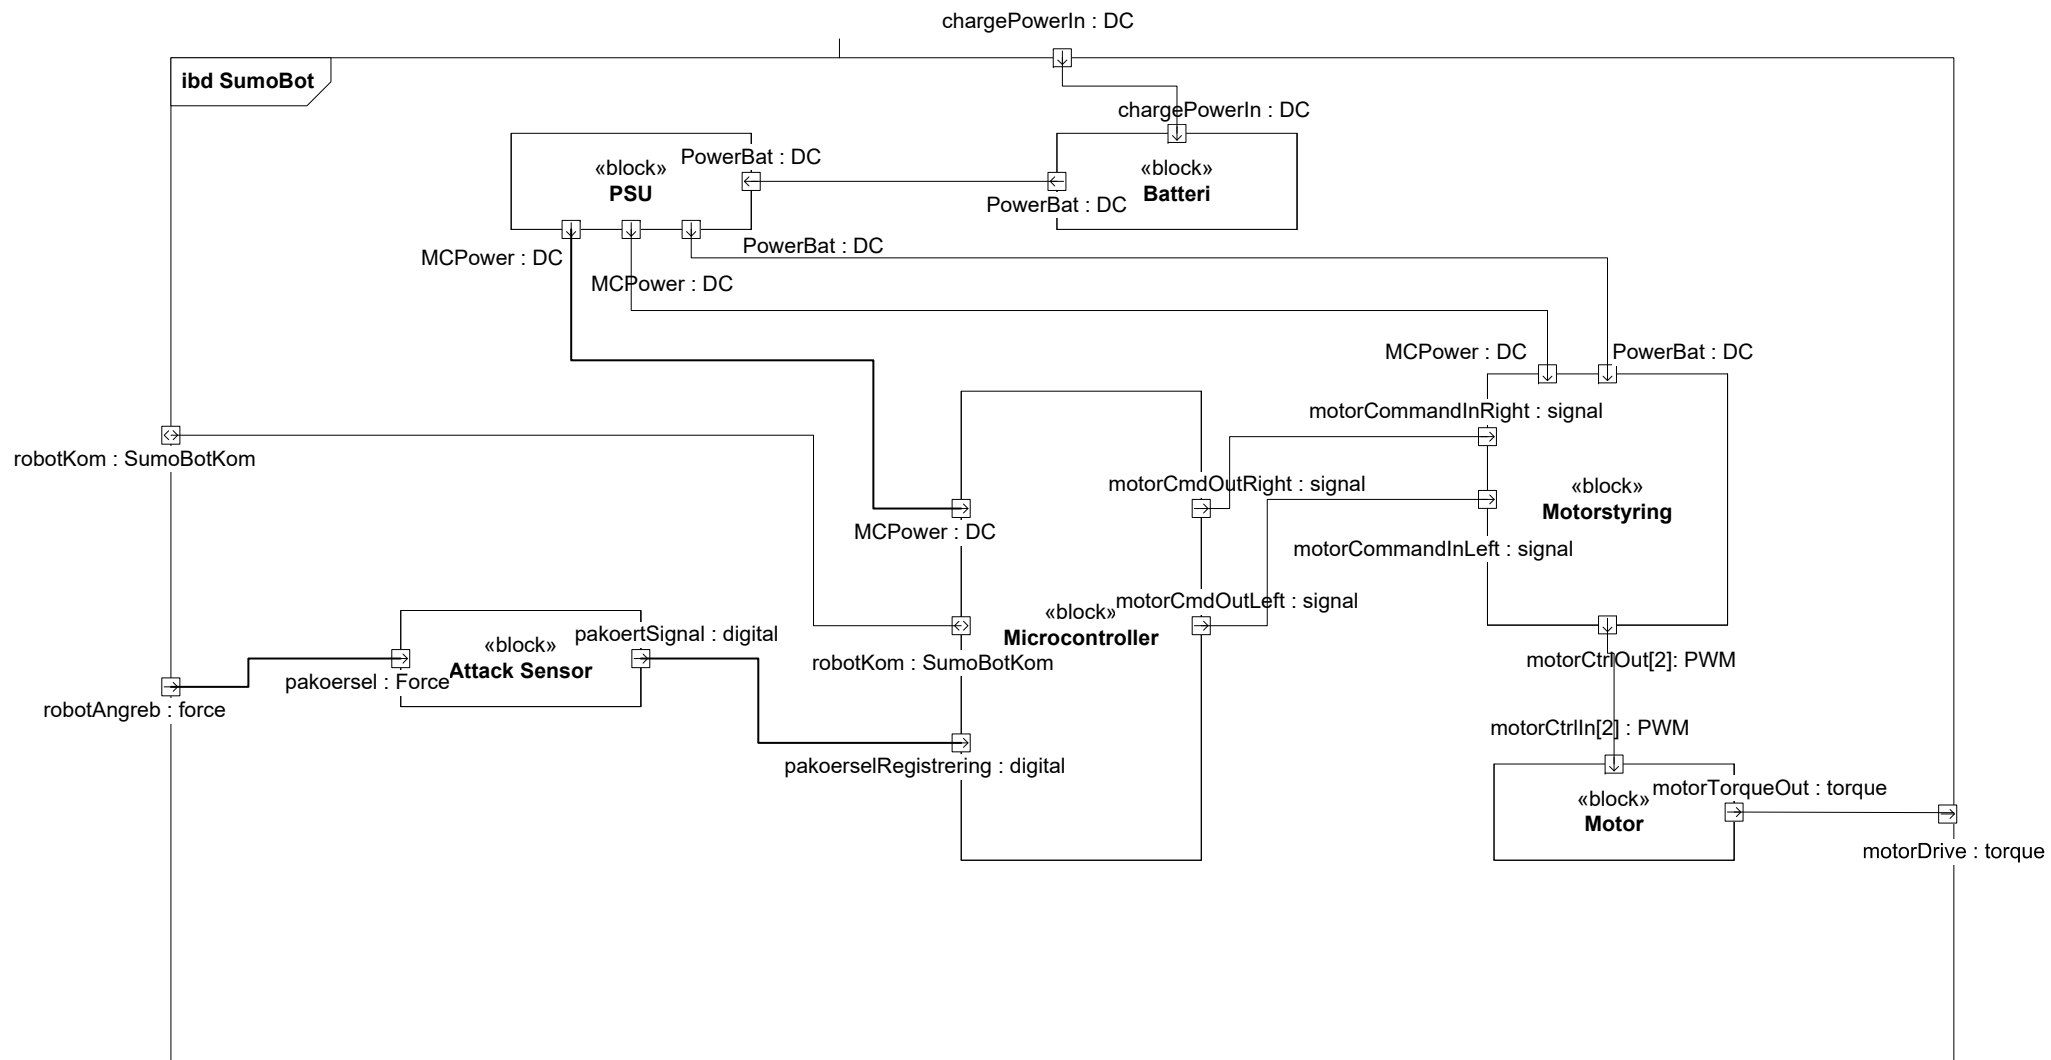 chargePowerIn : DC
ibd SumoBot
chargePowerIn : DC
PowerBat : DC
«block»
PSU
«block»
Batteri
PowerBat : DC
PowerBat : DC
MCPower : DC
MCPower : DC
MCPower : DC
PowerBat : DC
motorCommandInRight : signal
robotKom : SumoBotKom
motorCmdOutRight : signal
«block»
Motorstyring
MCPower : DC
motorCommandInLeft : signal
motorCmdOutLeft : signal
«block»
Microcontroller
pakoertSignal : digital
«block»
Attack Sensor
robotKom : SumoBotKom
motorCtrlOut[2]: PWM
pakoersel : Force
robotAngreb : force
motorCtrlIn[2] : PWM
pakoerselRegistrering : digital
motorTorqueOut : torque
«block»
Motor
motorDrive : torque